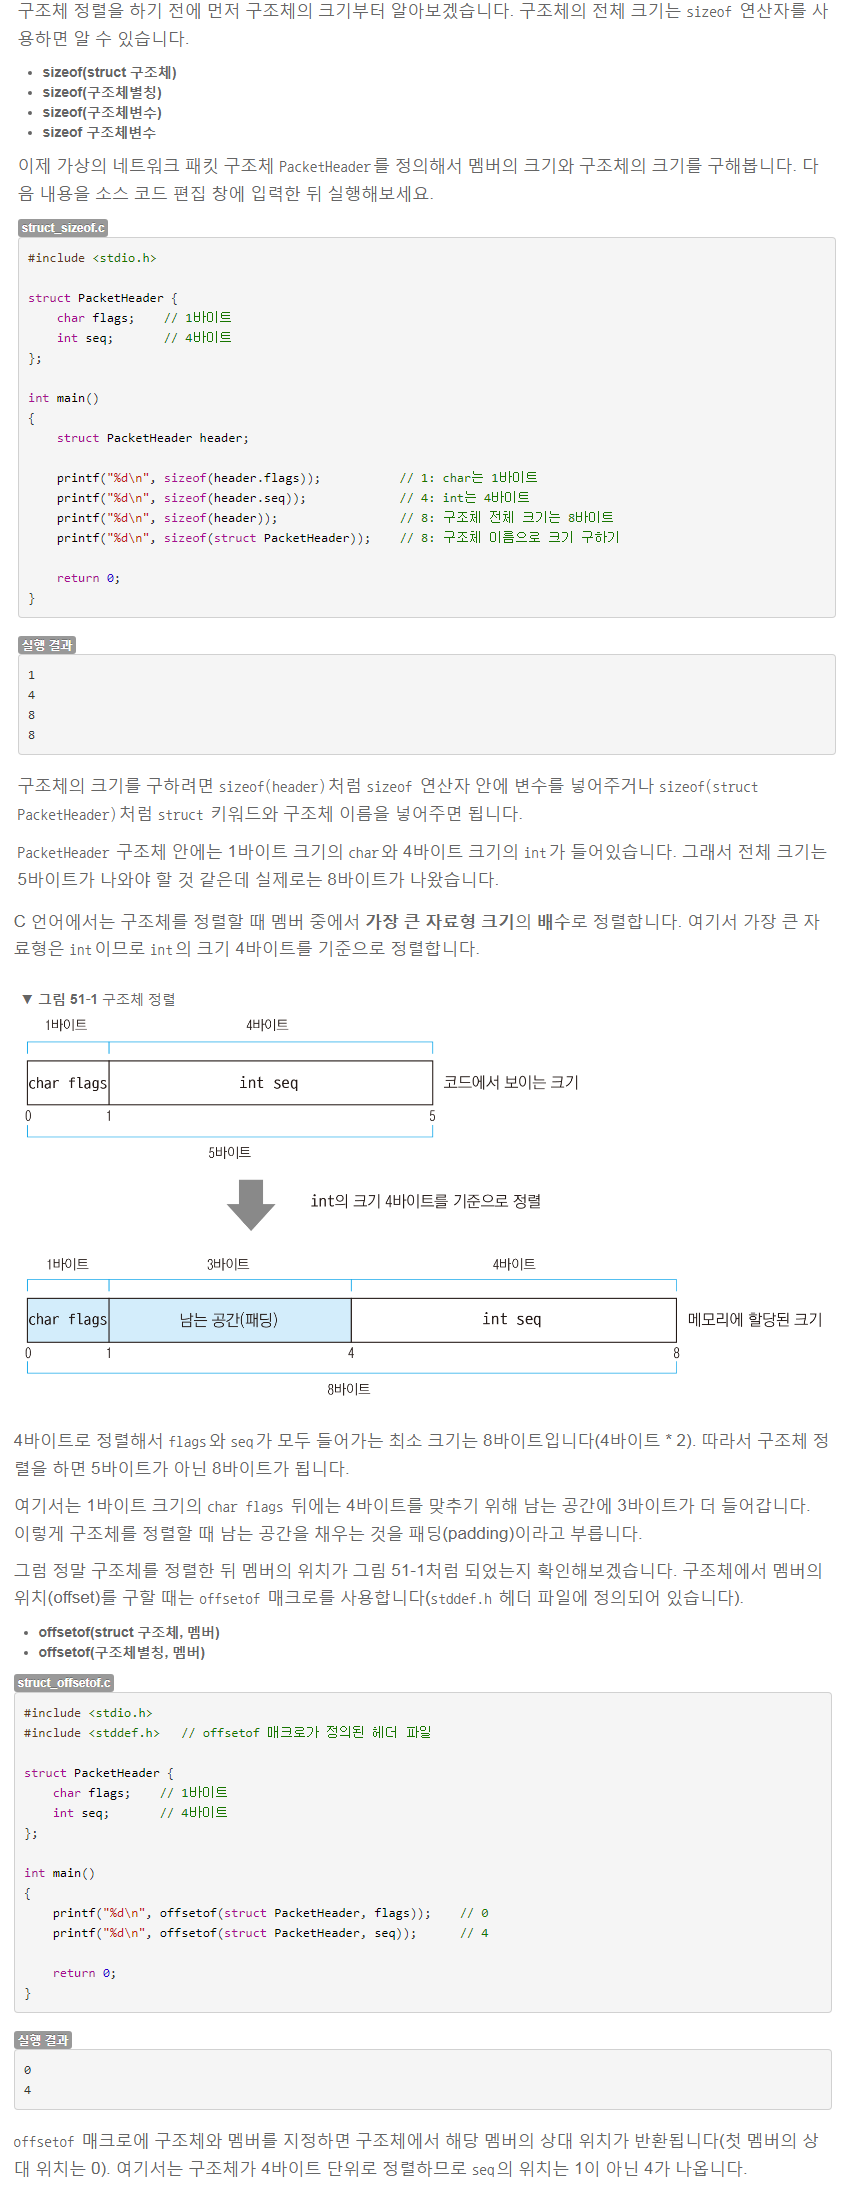 구조체 정렬을 하기 전에 먼저 구조체의 크기부터 알아보겠습니다. 구조체의 전체 크기는 sizeof 연산자를 사
용하면 알 수 있습니다.
• sizeof(struct 구조체)
• sizeof(구조체별칭)
• sizeof(구조체변수)
• sizeof 구조체변수
이제 가상의 네트워크 패킷 구조체 PacketHeader를 정의해서 멤버의 크기와 구조체의 크기를 구해봅니다. 다
음 내용을 소스 코드 편집 창에 입력한 뒤 실행해보세요.
struct_sizeof.c
#include <stdio.h>
struct PacketHeader {
    char flags;    // 1바이트
    int seq;       // 4바이트
};
int main()
{
    struct PacketHeader header;
    printf("%d\n", sizeof(header.flags));           // 1: char는 1바이트
    printf("%d\n", sizeof(header.seq));             // 4: int는 4바이트
    printf("%d\n", sizeof(header));                 // 8: 구조체 전체 크기는 8바이트
    printf("%d\n", sizeof(struct PacketHeader));    // 8: 구조체 이름으로 크기 구하기
    return 0;
}
실행 결과
1
4
8
8
구조체의 크기를 구하려면 sizeof(header)처럼 sizeof 연산자 안에 변수를 넣어주거나 sizeof(struct
PacketHeader)처럼 struct 키워드와 구조체 이름을 넣어주면 됩니다.
PacketHeader 구조체 안에는 1바이트 크기의 char와 4바이트 크기의 int가 들어있습니다. 그래서 전체 크기는
5바이트가 나와야 할 것 같은데 실제로는 8바이트가 나왔습니다.
C 언어에서는 구조체를 정렬할 때 멤버 중에서 가장 큰 자료형 크기의 배수로 정렬합니다. 여기서 가장 큰 자
료형은 int이므로 int의 크기 4바이트를 기준으로 정렬합니다.
▼ 그림 51-1 구조체 정렬
1바이트 4바이트
char flags int seq 코드에서 보이는 크기
0 1 5
5바이트
int의 크기 4바이트를 기준으로 정렬
1바이트 3바이트 4바이트
char flags 남는 공간(패딩) int seq 메모리에 할당된 크기
0 1 4 8
8바이트
4바이트로 정렬해서 flags와 seq가 모두 들어가는 최소 크기는 8바이트입니다(4바이트 * 2). 따라서 구조체 정
렬을 하면 5바이트가 아닌 8바이트가 됩니다.
여기서는 1바이트 크기의 char flags 뒤에는 4바이트를 맞추기 위해 남는 공간에 3바이트가 더 들어갑니다.
이렇게 구조체를 정렬할 때 남는 공간을 채우는 것을 패딩(padding)이라고 부릅니다.
그럼 정말 구조체를 정렬한 뒤 멤버의 위치가 그림 51-1처럼 되었는지 확인해보겠습니다. 구조체에서 멤버의
위치(offset)를 구할 때는 offsetof 매크로를 사용합니다(stddef.h 헤더 파일에 정의되어 있습니다).
• offsetof(struct 구조체, 멤버)
• offsetof(구조체별칭, 멤버)
struct_offsetof.c
#include <stdio.h>
#include <stddef.h>   // offsetof 매크로가 정의된 헤더 파일
struct PacketHeader {
    char flags;    // 1바이트
    int seq;       // 4바이트
};
int main()
{
    printf("%d\n", offsetof(struct PacketHeader, flags));    // 0
    printf("%d\n", offsetof(struct PacketHeader, seq));      // 4
    return 0;
}
실행 결과
0
4
offsetof 매크로에 구조체와 멤버를 지정하면 구조체에서 해당 멤버의 상대 위치가 반환됩니다(첫 멤버의 상
대 위치는 0). 여기서는 구조체가 4바이트 단위로 정렬하므로 seq의 위치는 1이 아닌 4가 나옵니다.